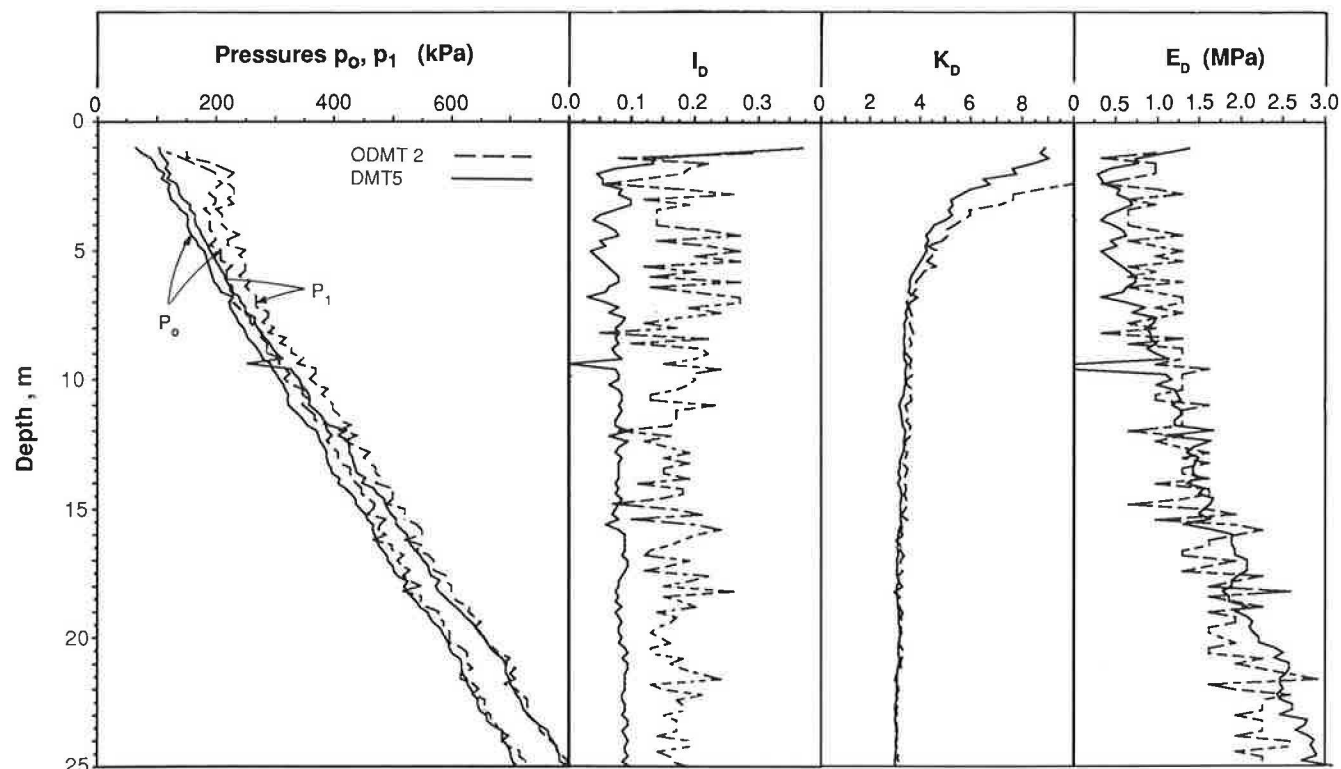 Pressures p₀, p₁ (kPa)
I_D
K_D
E_D (MPa)
0 200 400 600 0.0 0.1 0.2 0.3 0 2 4 6 8 0 0.5 1.0 1.5 2.0 2.5 3.0
0
ODMT 2
DMT5
5
P₁
P₀
10
Depth, m
15
20
25